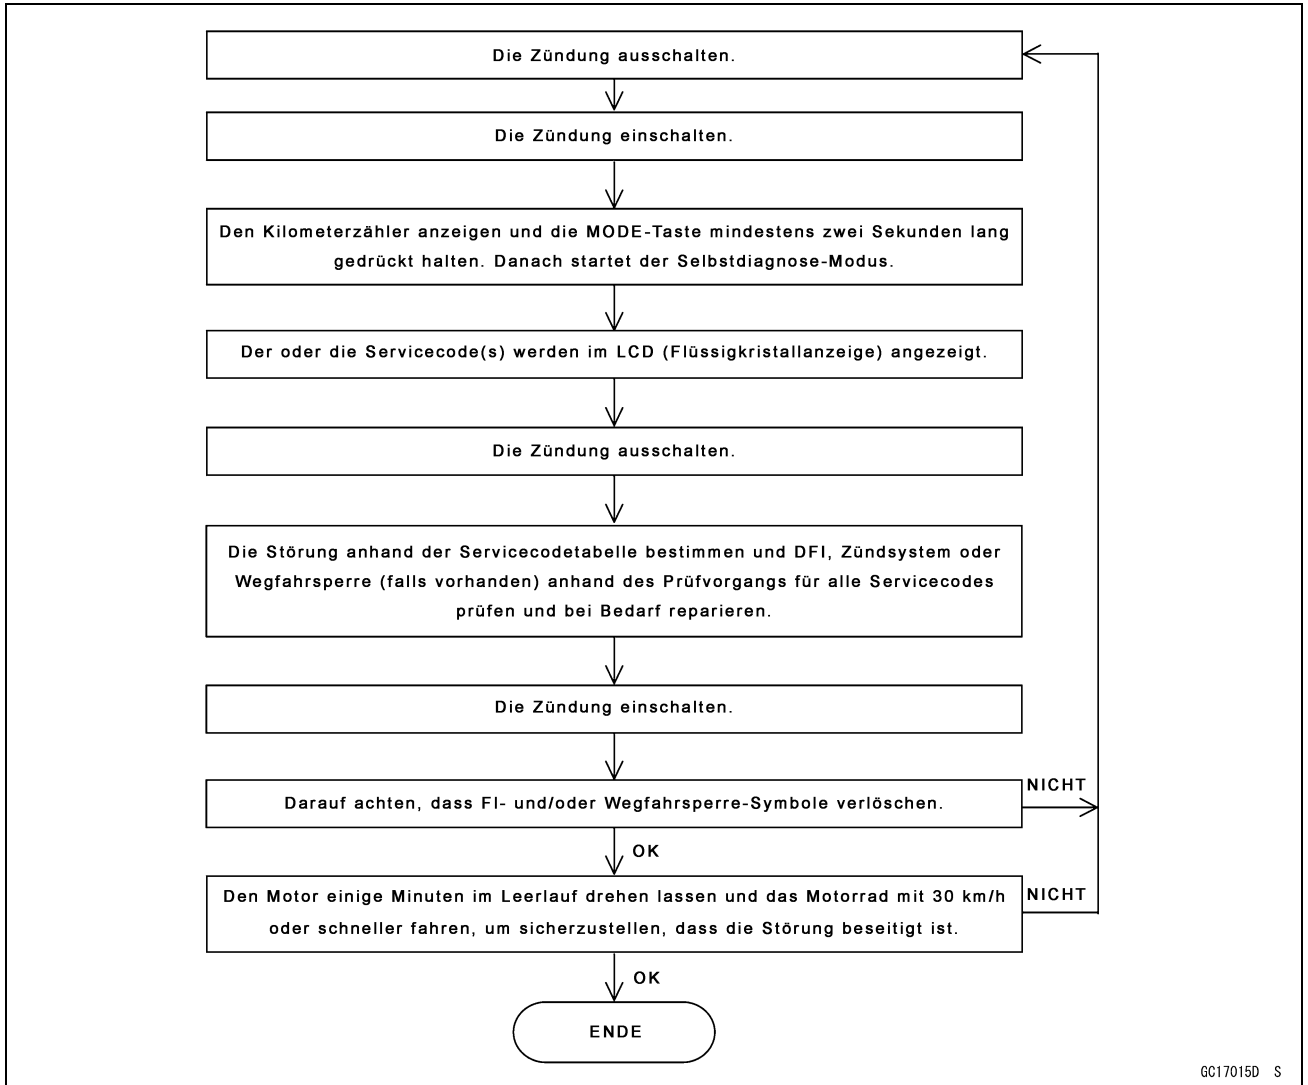 Die Zündung ausschalten.
Die Zündung einschalten.
Den Kilometerzähler anzeigen und die MODE-Taste mindestens zwei Sekunden lang
gedrückt halten. Danach startet der Selbstdiagnose-Modus.
Der oder die Servicecode(s) werden im LCD (Flüssigkristallanzeige) angezeigt.
Die Zündung ausschalten.
Die Störung anhand der Servicecodetabelle bestimmen und DFI, Zündsystem oder
Wegfahrsperre (falls vorhanden) anhand des Prüfvorgangs für alle Servicecodes
prüfen und bei Bedarf reparieren.
Die Zündung einschalten.
Darauf achten, dass FI- und/oder Wegfahrsperre-Symbole verlöschen.
NICHT
OK
Den Motor einige Minuten im Leerlauf drehen lassen und das Motorrad mit 30 km/h
oder schneller fahren, um sicherzustellen, dass die Störung beseitigt ist.
NICHT
OK
ENDE
GC17015D S